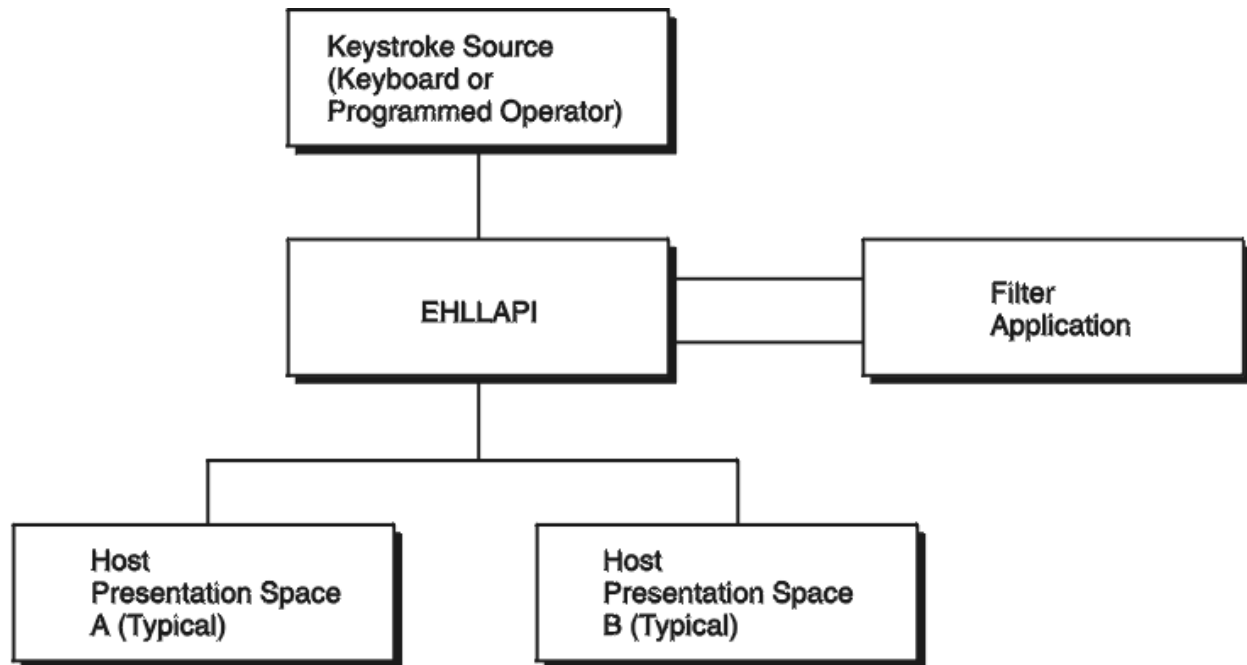 Keystroke Source
(Keyboard or
Programmed Operator)
EHLLAPI
Filter
Application
Host
Presentation Space
A (Typical)
Host
Presentation Space
B (Typical)